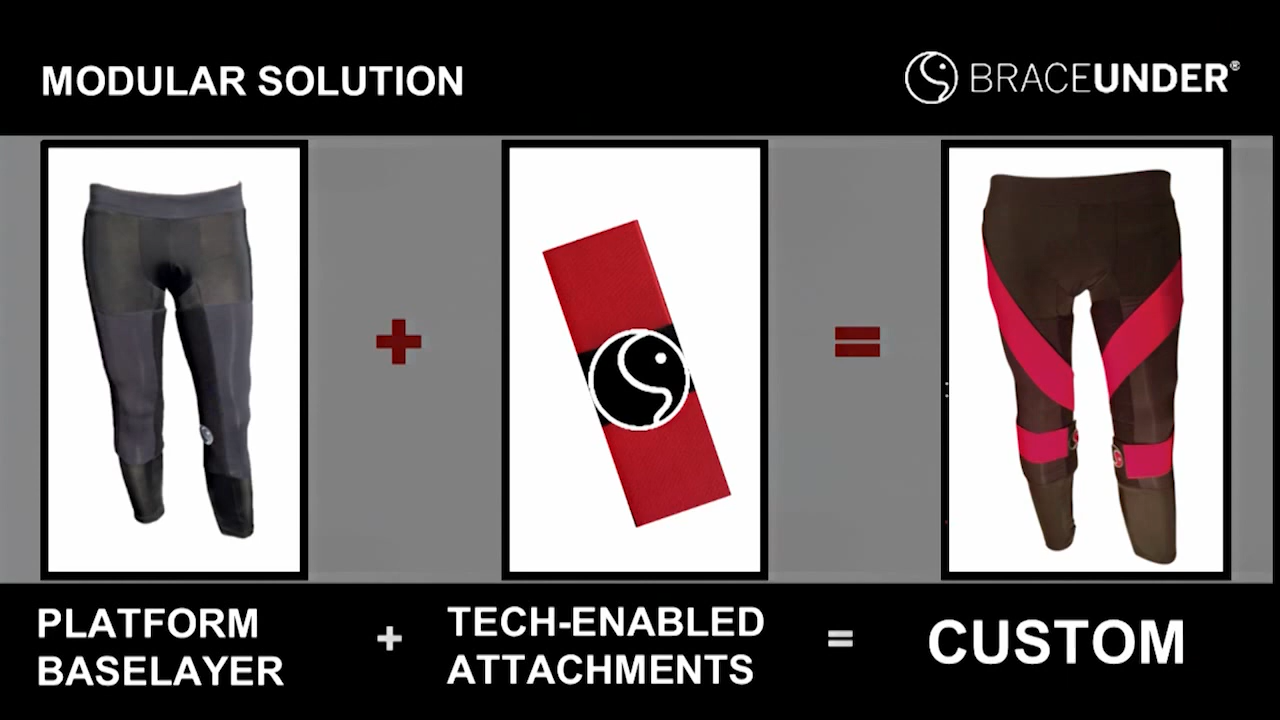 MODULAR SOLUTION
BRACEUNDER®
+
=
PLATFORM
BASELAYER
+
TECH-ENABLED
ATTACHMENTS
=
CUSTOM